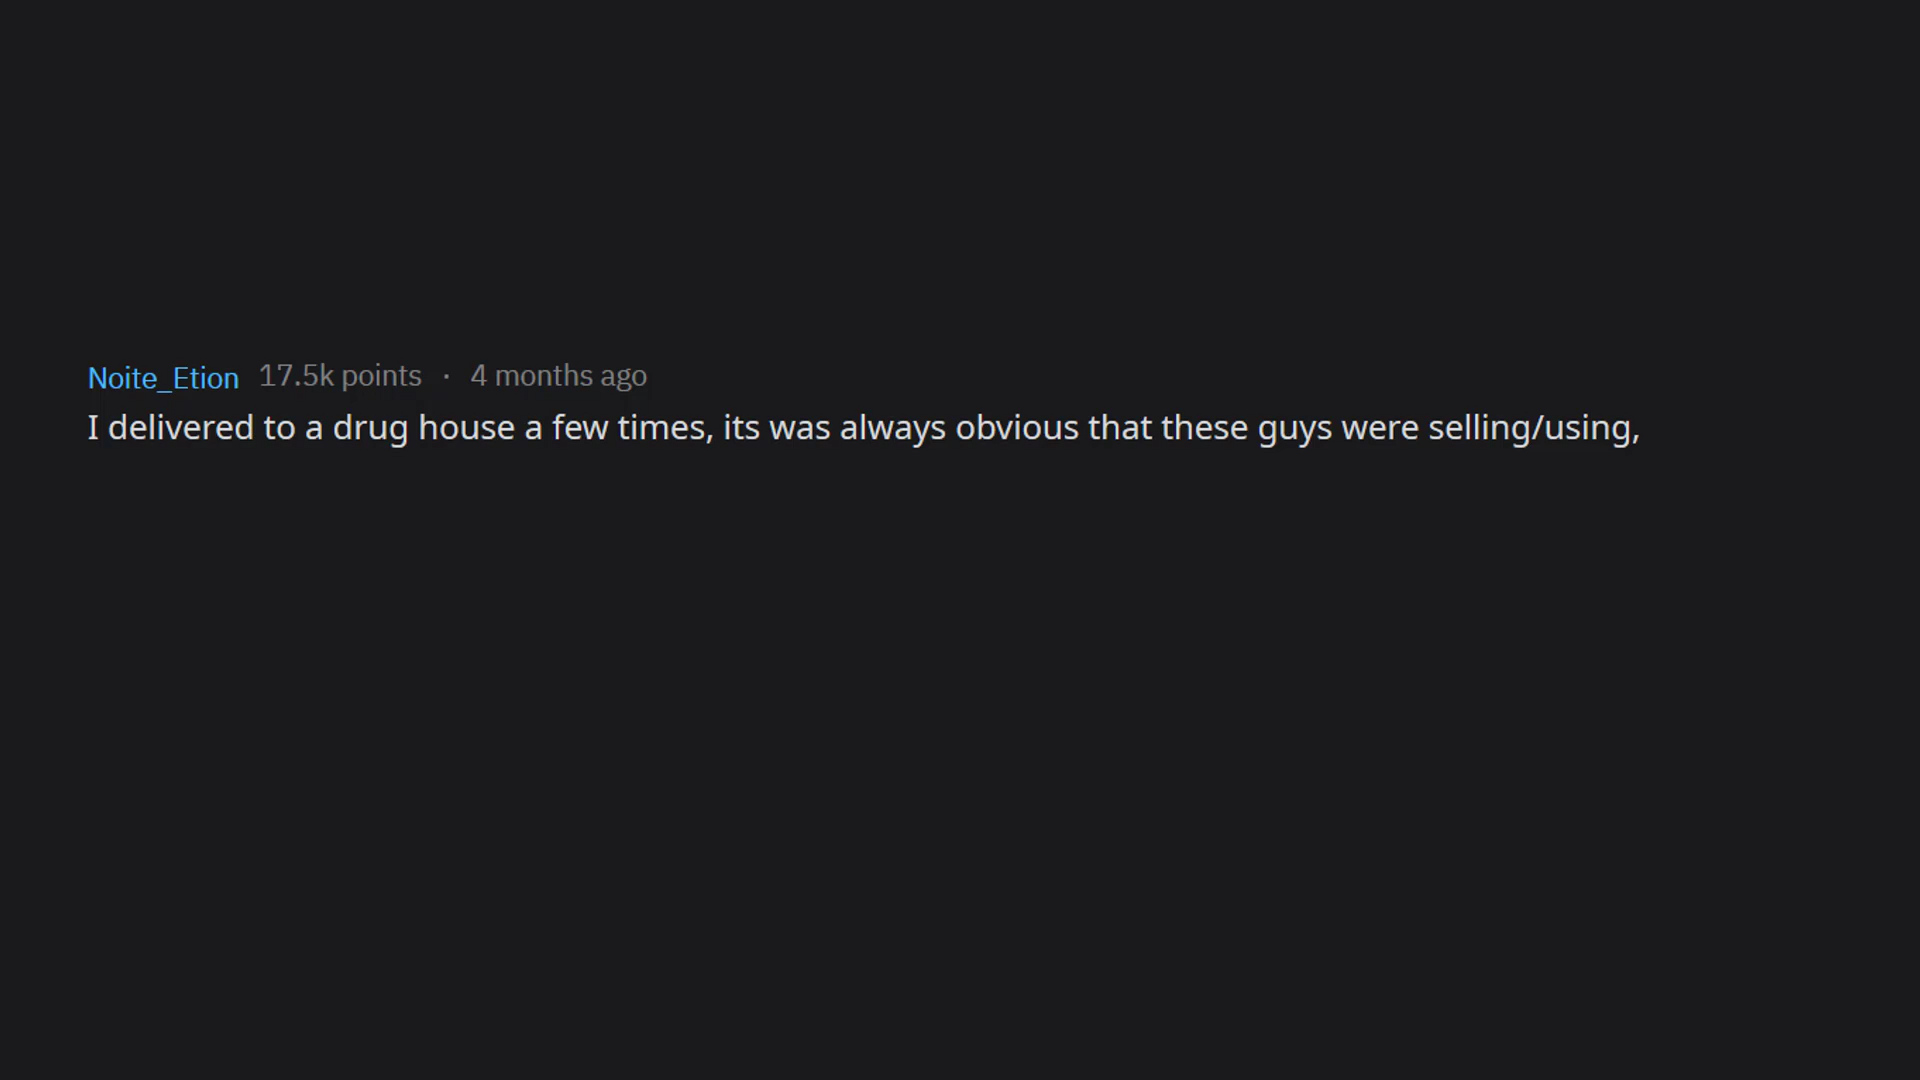 Noite_Etion 17.5k points · 4 months ago
I delivered to a drug house a few times, its was always obvious that these guys were selling/using,